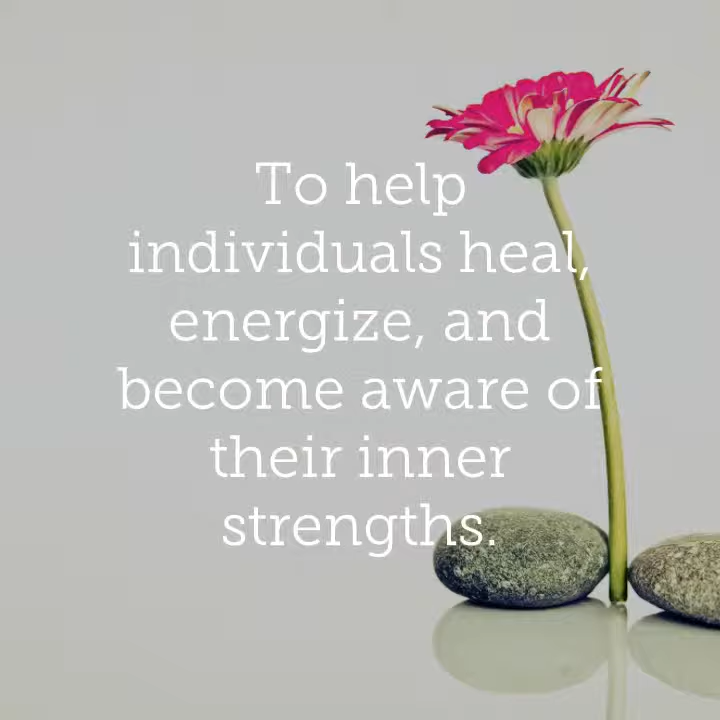 To help
individuals heal,
energize, and
become aware of
their inner
strengths.